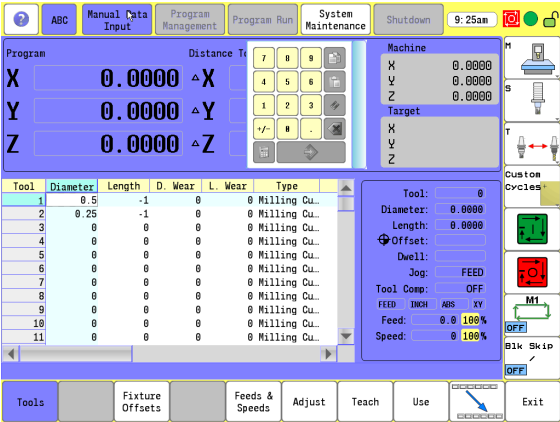 ? ABC Manual Data Input Program Management Program Run System Maintenance Shutdown 9:25am
Program Distance To Machine
X 0.0000 △X 7 8 9 X 0.0000
Y 0.0000 △Y 4 5 6 Y 0.0000
Z 0.0000 △Z 1 2 3 Z 0.0000
+/- 0 . Target
X
Y
Z
M
S
T
Custom Cycles
Tool Diameter Length D. Wear L. Wear Type
1 0.5 -1 0 0 Milling Cu…
2 0.25 -1 0 0 Milling Cu…
3 0 0 0 0 Milling Cu…
4 0 0 0 0 Milling Cu…
5 0 0 0 0 Milling Cu…
6 0 0 0 0 Milling Cu…
7 0 0 0 0 Milling Cu…
8 0 0 0 0 Milling Cu…
9 0 0 0 0 Milling Cu…
10 0 0 0 0 Milling Cu…
11 0 0 0 0 Milling Cu…
Tool: 0
Diameter: 0.0000
Length: 0.0000
Offset:
Dwell:
Jog: FEED
Tool Comp: OFF
FEED INCH ABS XY
Feed: 0.0 100%
Speed: 0 100%
M1
OFF
Blk Skip
/
OFF
Tools Fixture Offsets Feeds & Speeds Adjust Teach Use Exit